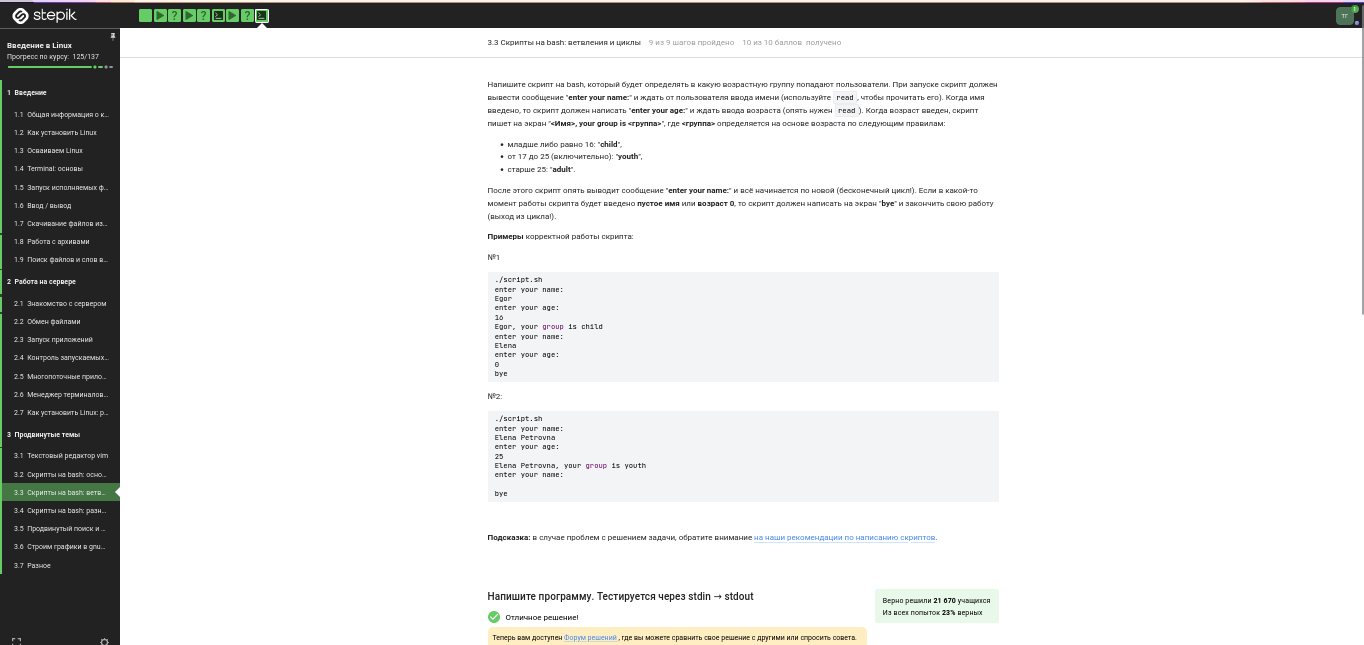 stepik
Введение в Linux
Прогресс по курсу: 125/137
1 Введение
1.1 Общая информация о к...
1.2 Как установить Linux
1.3 Осваиваем Linux
1.4 Terminal: основы
1.5 Запуск исполняемых ф...
1.6 Ввод / вывод
1.7 Скачивание файлов из...
1.8 Работа с архивами
1.9 Поиск файлов и слов в...
2 Работа на сервере
2.1 Знакомство с сервером
2.2 Обмен файлами
2.3 Запуск приложений
2.4 Контроль запускаемых...
2.5 Многопоточные прило...
2.6 Менеджер терминалов...
2.7 Как установить Linux: р...
3 Продвинутые темы
3.1 Текстовый редактор vim
3.2 Скрипты на bash: осно...
3.3 Скрипты на bash: ветв...
3.4 Скрипты на bash: разн...
3.5 Продвинутый поиск и ...
3.6 Строим графики в gnu...
3.7 Разное
3.3 Скрипты на bash: ветвления и циклы 9 из 9 шагов пройдено 10 из 10 баллов получено
Напишите скрипт на bash, который будет определять в какую возрастную группу попадают пользователи. При запуске скрипт должен
вывести сообщение "enter your name:" и ждать от пользователя ввода имени (используйте read, чтобы прочитать его). Когда имя
введено, то скрипт должен написать "enter your age:" и ждать ввода возраста (опять нужен read). Когда возраст введен, скрипт
пишет на экран "<Имя>, your group is <группа>", где <группа> определяется на основе возраста по следующим правилам:
• младше либо равно 16: "child",
• от 17 до 25 (включительно): "youth",
• старше 25: "adult".
После этого скрипт опять выводит сообщение "enter your name:" и всё начинается по новой (бесконечный цикл!). Если в какой-то
момент работы скрипта будет введено пустое имя или возраст 0, то скрипт должен написать на экран "bye" и закончить свою работу
(выход из цикла!).
Примеры корректной работы скрипта:
№1
./script.sh
enter your name:
Egor
enter your age:
16
Egor, your group is child
enter your name:
Elena
enter your age:
0
bye
№2:
./script.sh
enter your name:
Elena Petrovna
enter your age:
25
Elena Petrovna, your group is youth
enter your name:
bye
Подсказка: в случае проблем с решением задачи, обратите внимание на наши рекомендации по написанию скриптов.
Напишите программу. Тестируется через stdin → stdout
Отличное решение!
Верно решили 21 670 учащихся
Из всех попыток 23% верных
Теперь вам доступен Форум решений, где вы можете сравнить свое решение с другими или спросить совета.